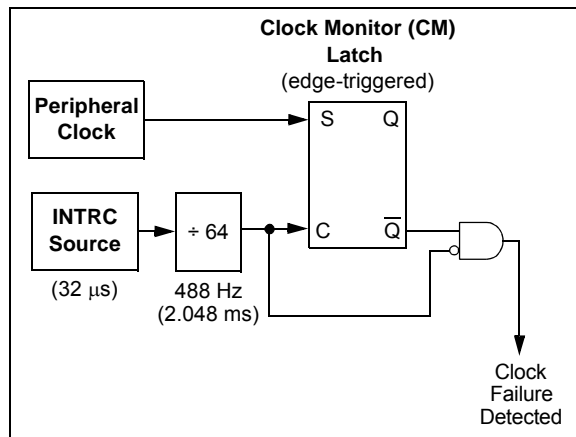 Clock Monitor (CM)
Latch
(edge-triggered)
Peripheral
Clock
S Q
INTRC
Source
÷ 64
C Q̅
(32 μs)
488 Hz
(2.048 ms)
Clock
Failure
Detected